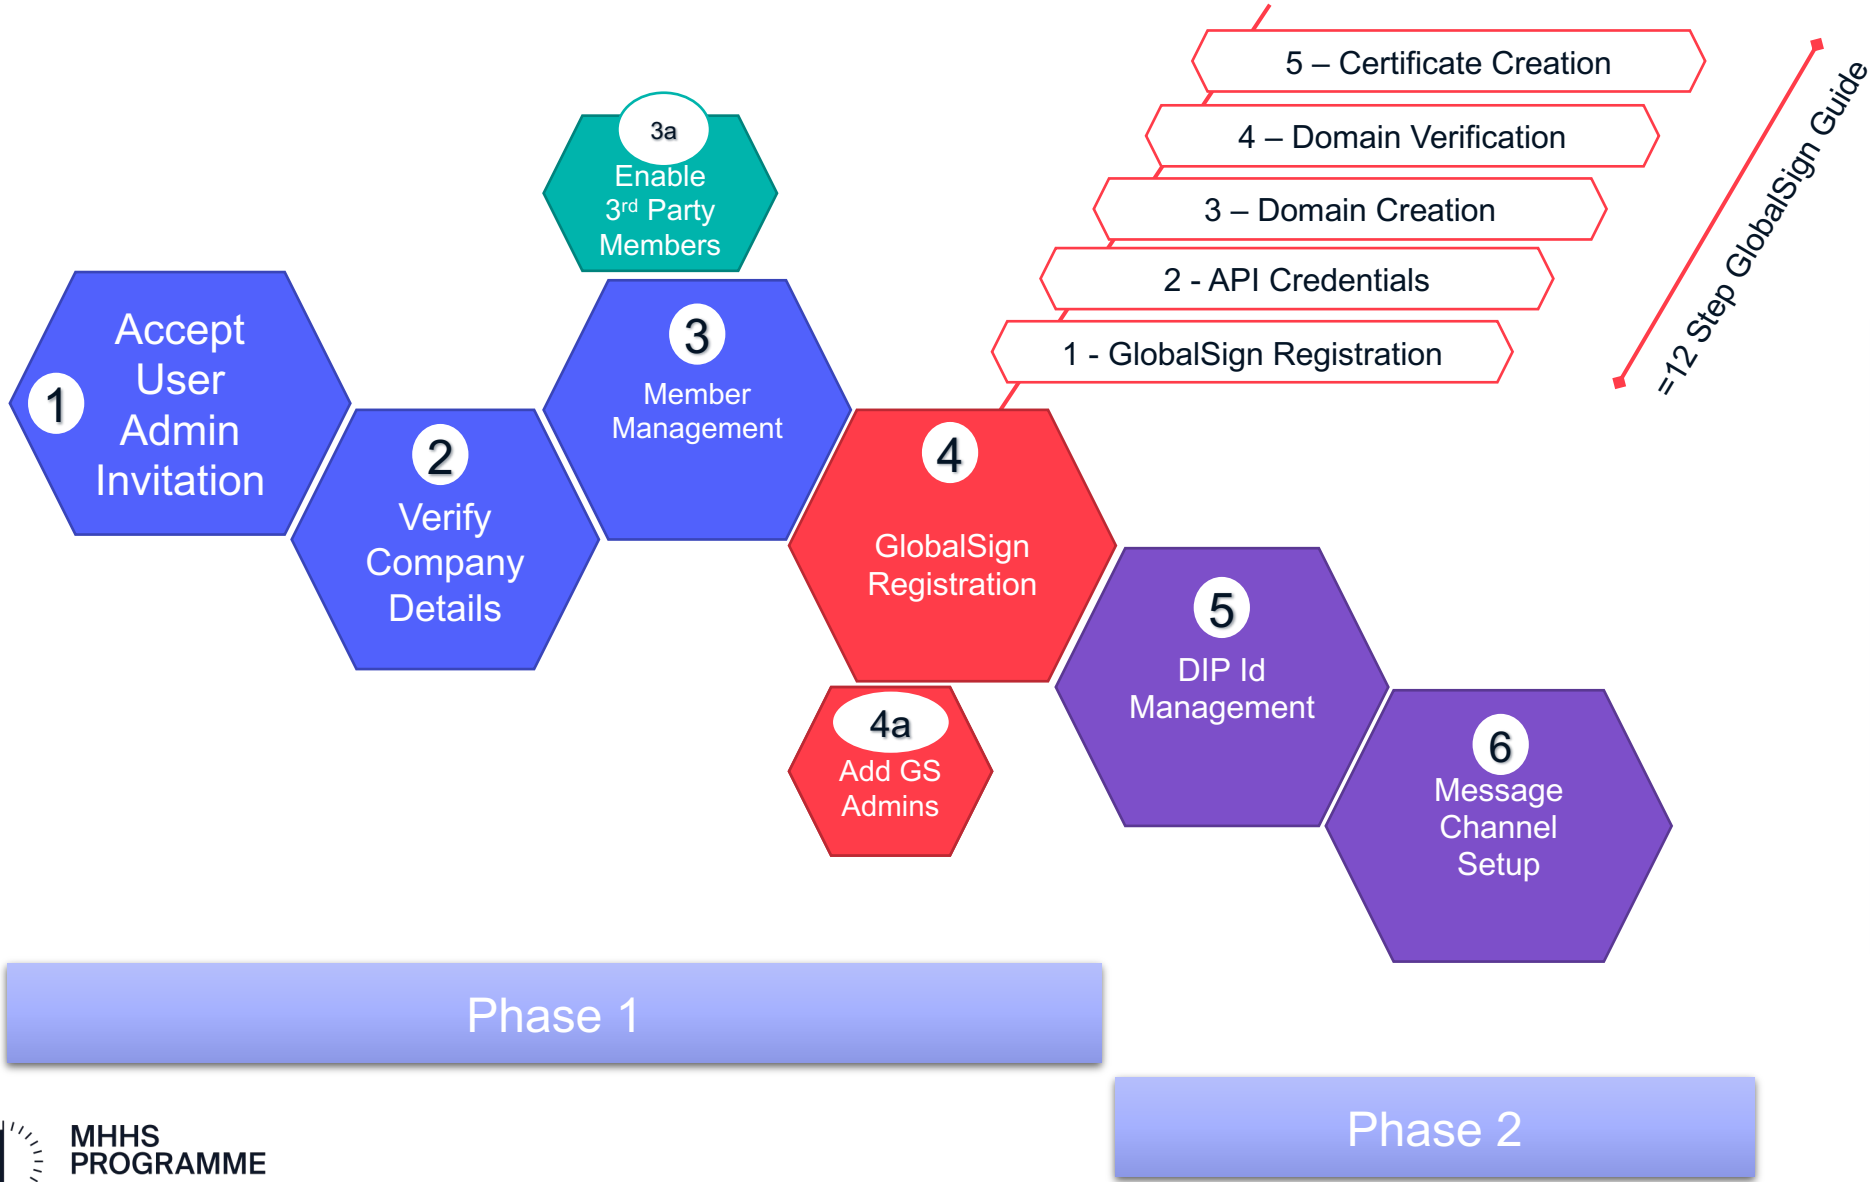 5 – Certificate Creation
4 – Domain Verification
3 – Domain Creation
2 - API Credentials
1 - GlobalSign Registration
=12 Step GlobalSign Guide
3a
Enable
3rd Party
Members
1
Accept
User
Admin
Invitation
2
Verify
Company
Details
3
Member
Management
4
GlobalSign
Registration
4a
Add GS
Admins
5
DIP Id
Management
6
Message
Channel
Setup
Phase 1
Phase 2
MHHS
PROGRAMME